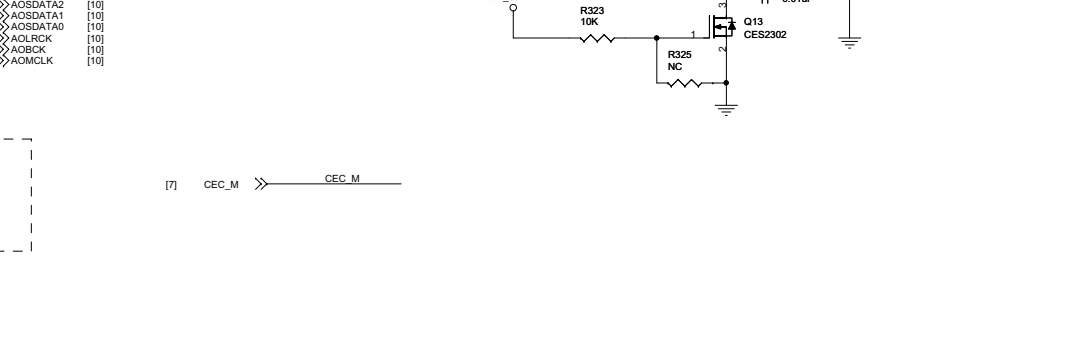 AOSDATA2 [10]
AOSDATA1 [10]
AOSDATA0 [10]
AOLRCK [10]
AOBCK [10]
AOMCLK [10]
R323
10K
3
Q13
CES2302
1
2
R325
NC
[7] CEC_M CEC_M